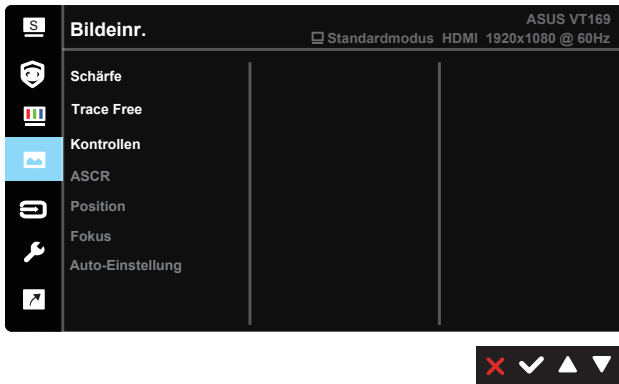 S
Bildeinr.
ASUS VT169
Standardmodus HDMI 1920x1080 @ 60Hz
Schärfe
Trace Free
Kontrollen
ASCR
Position
Fokus
Auto-Einstellung